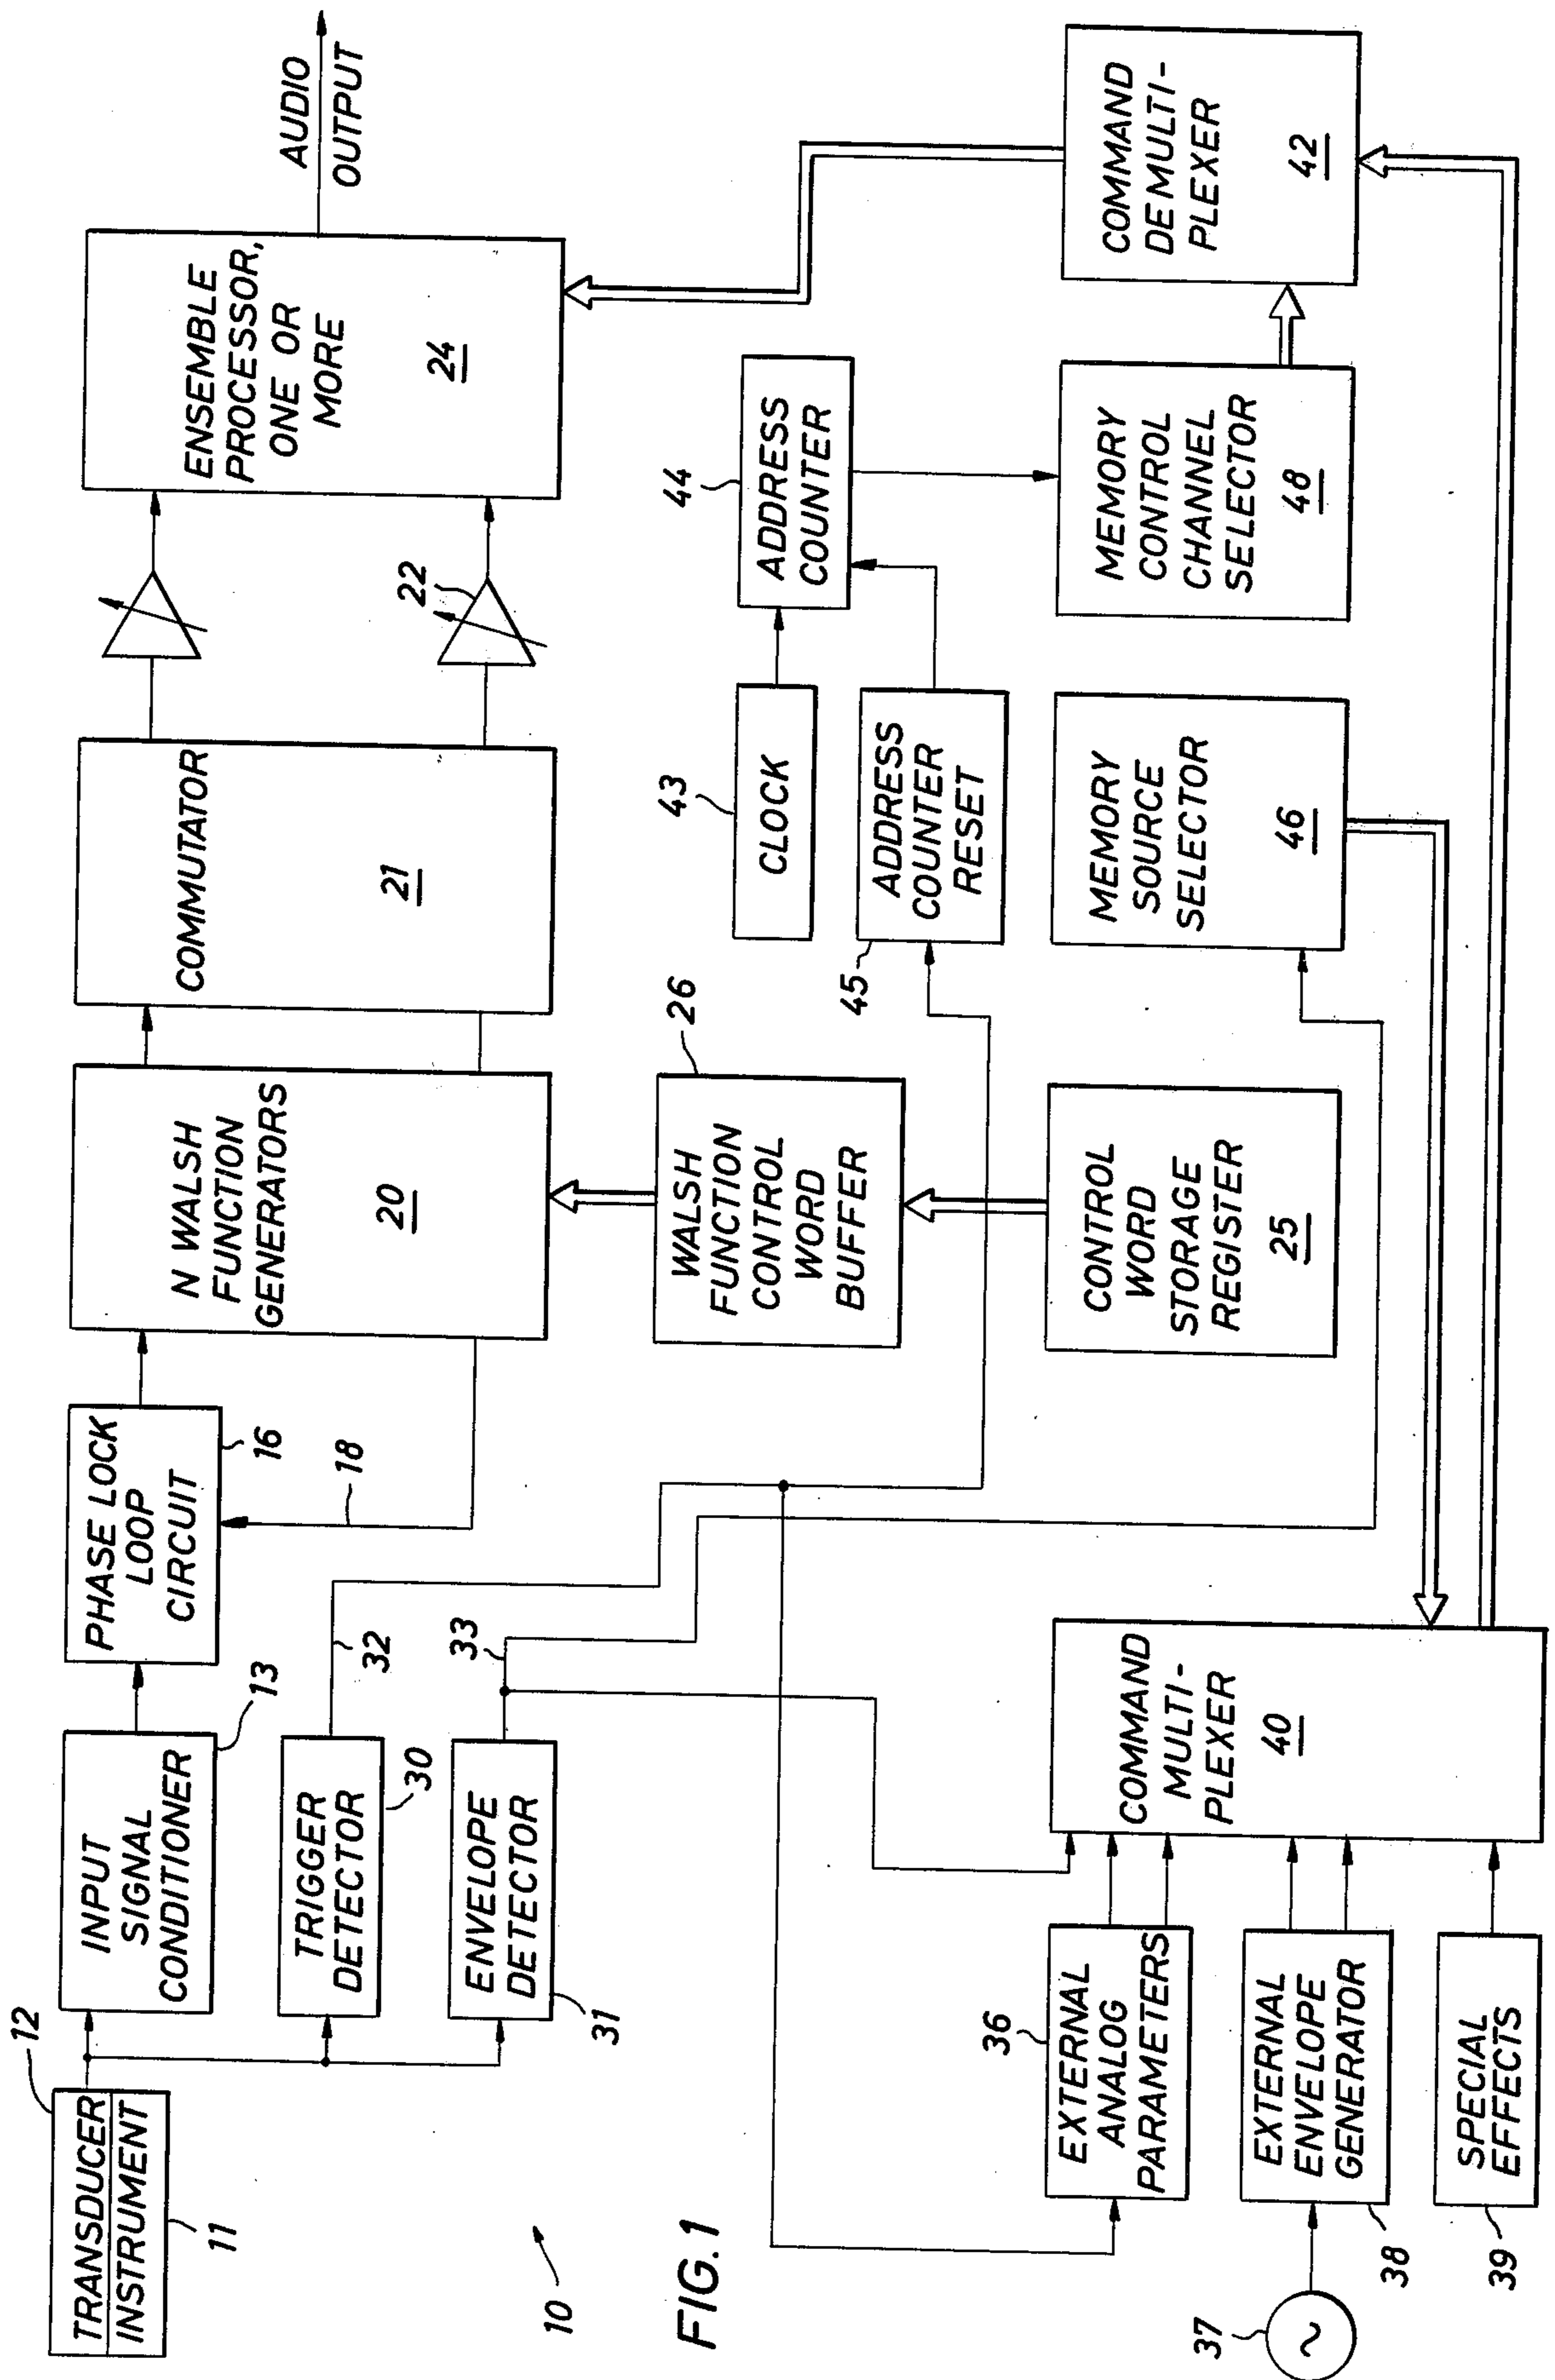 12
TRANSDUCER
INSTRUMENT
11
INPUT
SIGNAL
CONDITIONER
13
PHASE LOCK
LOOP
CIRCUIT
16
18
N WALSH
FUNCTION
GENERATORS
20
COMMUTATOR
21
22
ENSEMBLE
PROCESSOR,
ONE OR
MORE
24
AUDIO
OUTPUT
TRIGGER
DETECTOR
30
32
ENVELOPE
DETECTOR
31
33
WALSH
FUNCTION
CONTROL
WORD
BUFFER
26
CONTROL
WORD
STORAGE
REGISTER
25
43
CLOCK
44
ADDRESS
COUNTER
45
ADDRESS
COUNTER
RESET
MEMORY
SOURCE
SELECTOR
46
MEMORY
CONTROL
CHANNEL
SELECTOR
48
COMMAND
DEMULTI-
PLEXER
42
10
FIG.1
36
EXTERNAL
ANALOG
PARAMETERS
37
~
EXTERNAL
ENVELOPE
GENERATOR
38
SPECIAL
EFFECTS
39
COMMAND
MULTI-
PLEXER
40